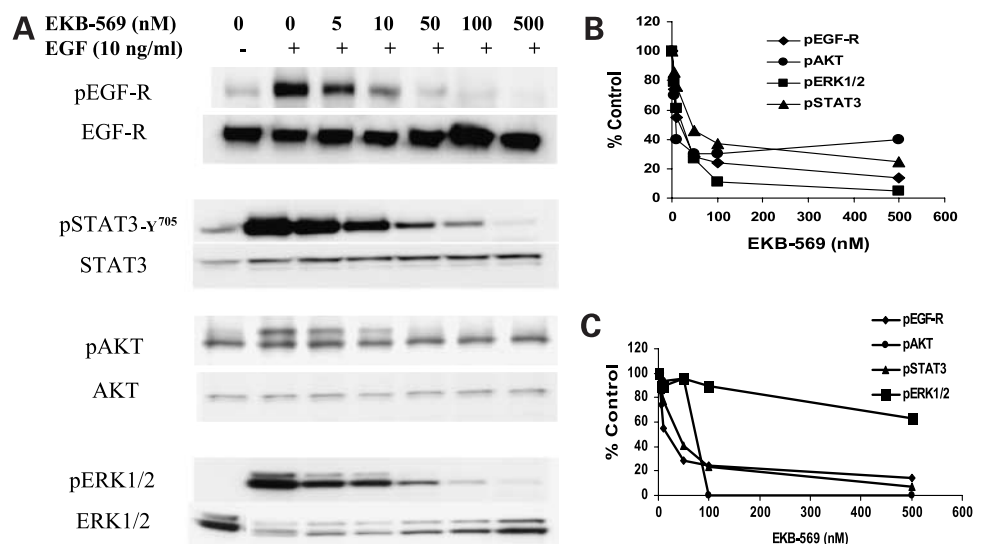 A
EKB-569 (nM) 0 0 5 10 50 100 500
EGF (10 ng/ml) - + + + + + +
pEGF-R
EGF-R
pSTAT3-Y705
STAT3
pAKT
AKT
pERK1/2
ERK1/2
B
% Control
120
100
80
60
40
20
0
0 100 200 300 400 500 600
EKB-569 (nM)
pEGF-R
pAKT
pERK1/2
pSTAT3
C
% Control
120
100
80
60
40
20
0
0 100 200 300 400 500 600
EKB-569 (nM)
pEGF-R
pAKT
pSTAT3
pERK1/2